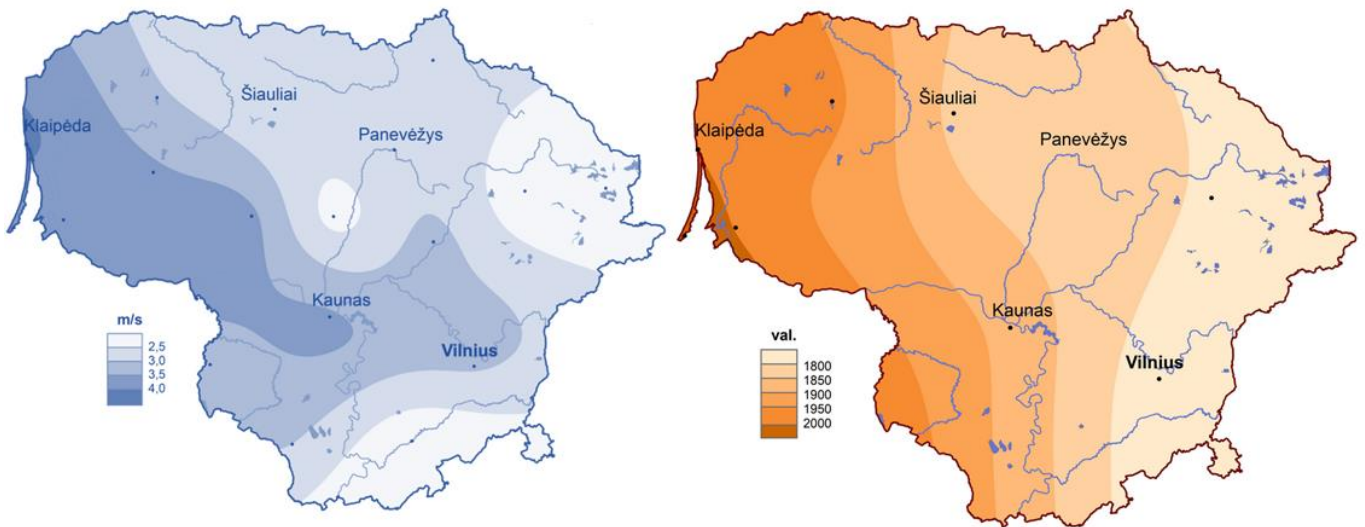 Šiauliai
Klaipėda
Panevėžys
Kaunas
m/s
2,5
3,0
3,5
4,0
Vilnius
Šiauliai
Klaipėda
Panevėžys
Kaunas
val.
1800
1850
1900
1950
2000
Vilnius